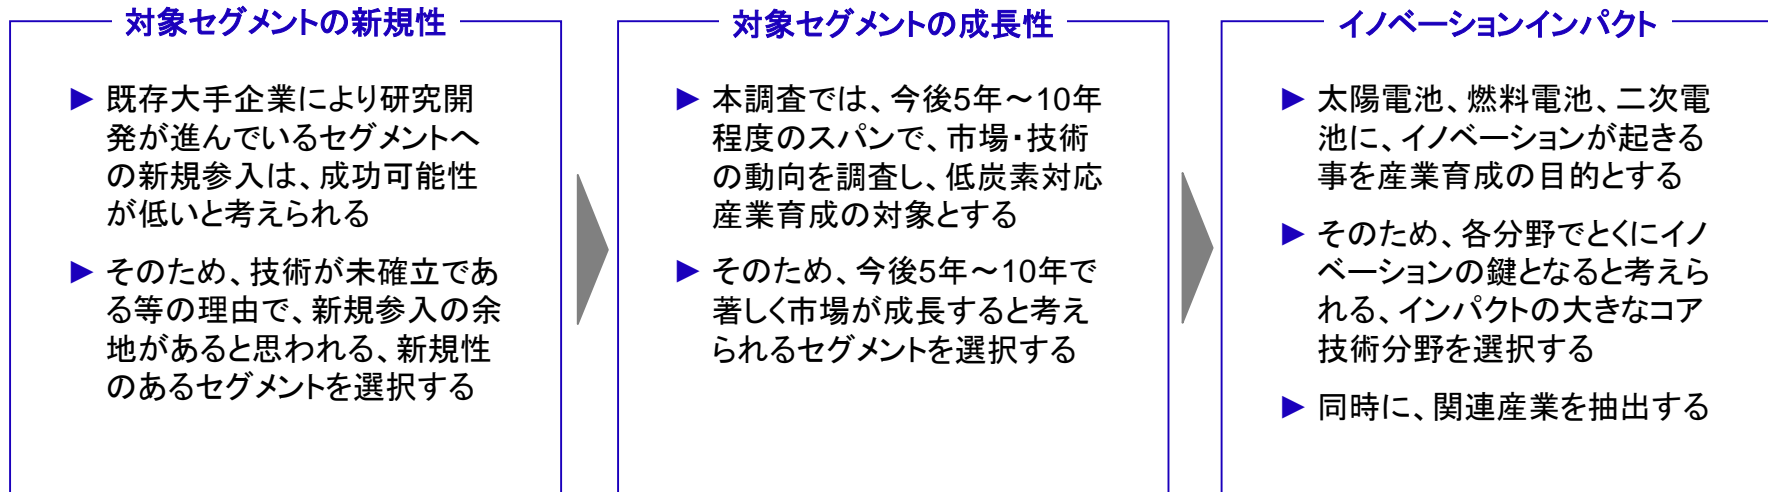 対象セグメントの新規性
► 既存大手企業により研究開
発が進んでいるセグメントへ
の新規参入は、成功可能性
が低いと考えられる
► そのため、技術が未確立であ
る等の理由で、新規参入の余
地があると思われる、新規性
のあるセグメントを選択する
対象セグメントの成長性
► 本調査では、今後5年～10年
程度のスパンで、市場・技術
の動向を調査し、低炭素対応
産業育成の対象とする
► そのため、今後5年～10年で
著しく市場が成長すると考え
られるセグメントを選択する
イノベーションインパクト
► 太陽電池、燃料電池、二次電
池に、イノベーションが起きる
事を産業育成の目的とする
► そのため、各分野でとくにイノ
ベーションの鍵となると考えら
れる、インパクトの大きなコア
技術分野を選択する
► 同時に、関連産業を抽出する